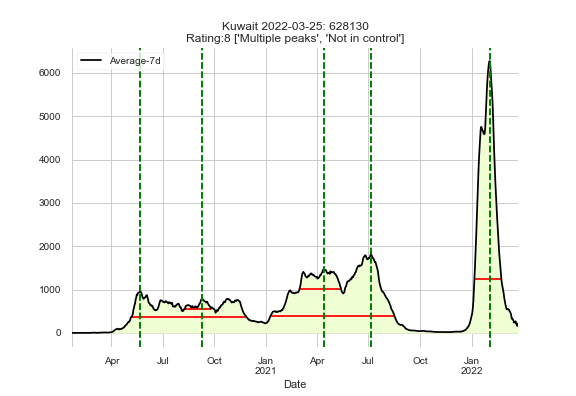 Kuwait 2022-03-25: 628130
Rating:8 ['Multiple peaks', 'Not in control']
Average-7d
6000
5000
4000
3000
2000
1000
0
Apr Jul Oct Jan Apr Jul Oct Jan
2021 2022
Date